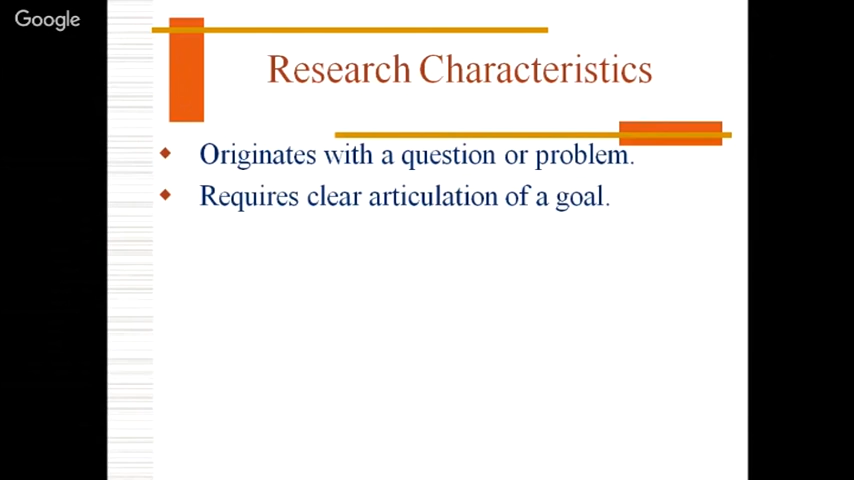 Google
Research Characteristics
Originates with a question or problem.
Requires clear articulation of a goal.